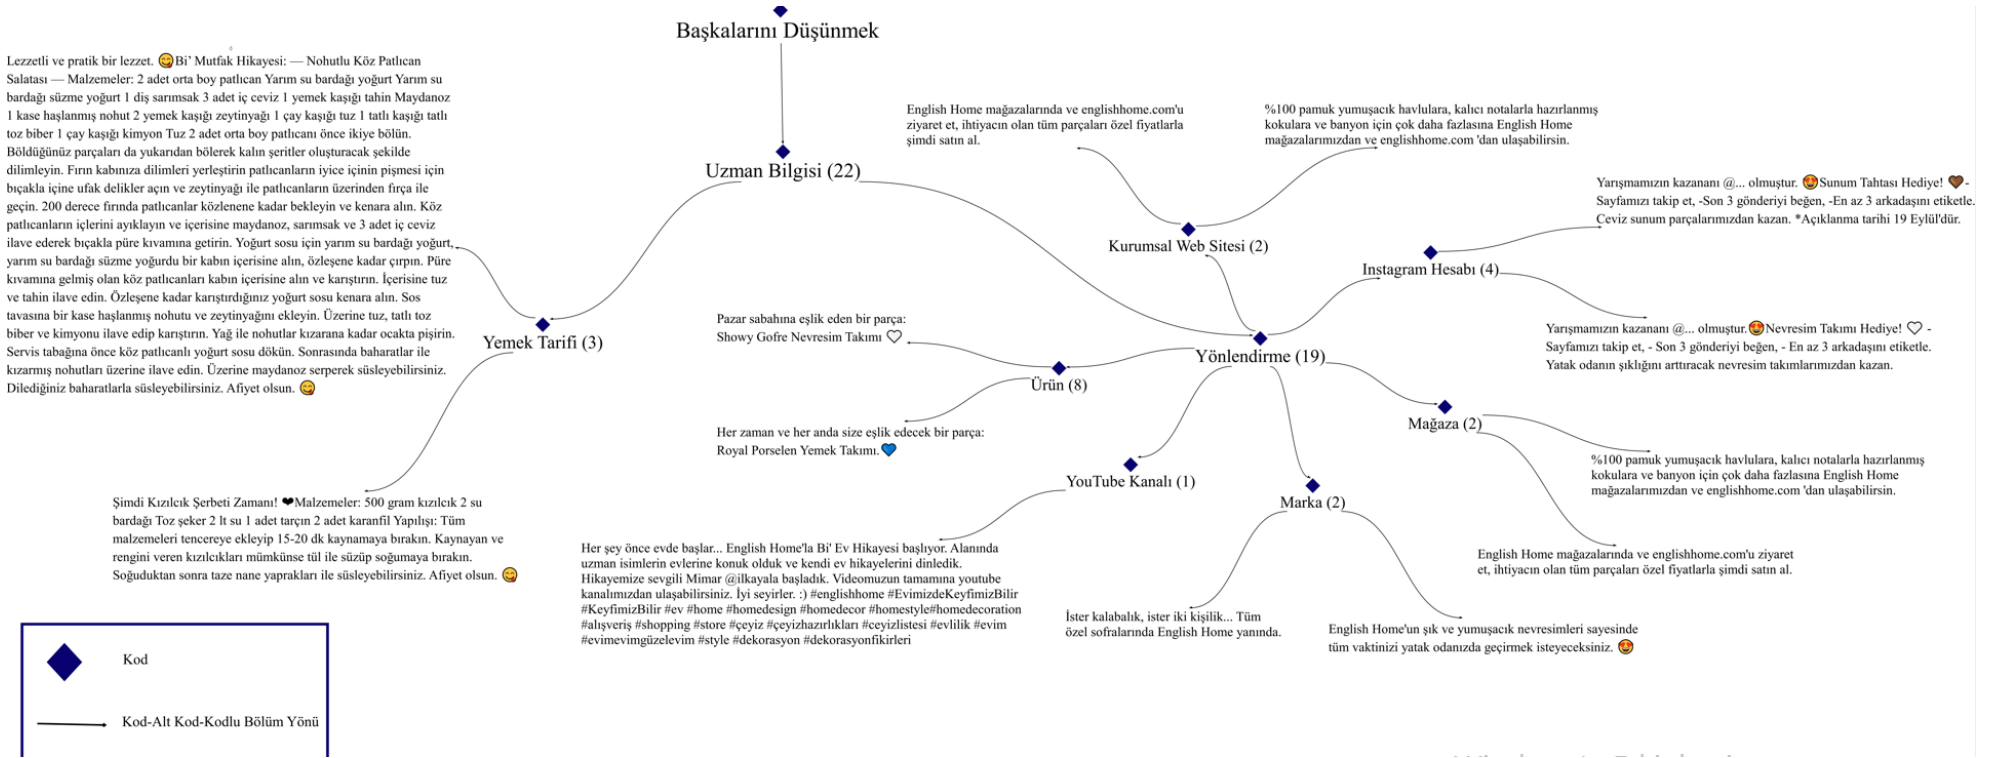 Başkalarını Düşünmek
Uzman Bilgisi (22)
Lezzetli ve pratik bir lezzet. 😋Bi’ Mutfak Hikayesi: — Nohutlu Köz Patlıcan
Salatası — Malzemeler: 2 adet orta boy patlıcan Yarım su bardağı yoğurt Yarım su
bardağı süzme yoğurt 1 diş sarımsak 3 adet iç ceviz 1 yemek kaşığı tahin Maydanoz
1 kase haşlanmış nohut 2 yemek kaşığı zeytinyağı 1 çay kaşığı tuz 1 tatlı kaşığı tatlı
toz biber 1 çay kaşığı kimyon Tuz 2 adet orta boy patlıcanı önce ikiye bölün.
Böldüğünüz parçaları da yukarıdan bölerek kalın şeritler oluşturacak şekilde
dilimleyin. Fırın kabınıza dilimleri yerleştirin patlıcanların iyice içinin pişmesi için
bıçakla içine ufak delikler açın ve zeytinyağı ile patlıcanların üzerinden fırça ile
geçin. 200 derece fırında patlıcanlar közlenene kadar bekleyin ve kenara alın. Köz
patlıcanların içlerini ayıklayın ve içerisine maydanoz, sarımsak ve 3 adet iç ceviz
ilave ederek bıçakla püre kıvamına getirin. Yoğurt sosu için yarım su bardağı yoğurt,
yarım su bardağı süzme yoğurdu bir kabın içerisine alın, özleşene kadar çırpın. Püre
kıvamına gelmiş olan köz patlıcanları kabın içerisine alın ve karıştırın. İçerisine tuz
ve tahin ilave edin. Özleşene kadar karıştırdığınız yoğurt sosu kenara alın. Sos
tavasına bir kase haşlanmış nohutu ve zeytinyağını ekleyin. Üzerine tuz, tatlı toz
biber ve kimyonu ilave edip karıştırın. Yağ ile nohutlar kızarana kadar ocakta pişirin.
Servis tabağına önce köz patlıcanlı yoğurt sosu dökün. Sonrasında baharatlar ile
kızarmış nohutları üzerine ilave edin. Üzerine maydanoz serperek süsleyebilirsiniz.
Dilediğiniz baharatlarla süsleyebilirsiniz. Afiyet olsun. 😋
Yemek Tarifi (3)
Şimdi Kızılcık Şerbeti Zamanı! ❤Malzemeler: 500 gram kızılcık 2 su
bardağı Toz şeker 2 lt su 1 adet tarçın 2 adet karanfil Yapılışı: Tüm
malzemeleri tencereye ekleyip 15-20 dk kaynamaya bırakın. Kaynayan ve
rengini veren kızılcıkları mümkünse tül ile süzüp soğumaya bırakın.
Soğuduktan sonra taze nane yaprakları ile süsleyebilirsiniz. Afiyet olsun. 😋
English Home mağazalarında ve englishhome.com'u
ziyaret et, ihtiyacın olan tüm parçaları özel fiyatlarla
şimdi satın al.
%100 pamuk yumuşacık havlulara, kalıcı notalarla hazırlanmış
kokulara ve banyon için çok daha fazlasına English Home
mağazalarımızdan ve englishhome.com 'dan ulaşabilirsin.
Kurumsal Web Sitesi (2)
Yarışmamızın kazananı @... olmuştur. 😍Sunum Tahtası Hediye! 🤎-
Sayfamızı takip et, -Son 3 gönderiyi beğen, -En az 3 arkadaşını etiketle.
Ceviz sunum parçalarımızdan kazan. *Açıklanma tarihi 19 Eylül'dür.
Instagram Hesabı (4)
Yarışmamızın kazananı @... olmuştur.😍Nevresim Takımı Hediye! 🤍 -
Sayfamızı takip et, - Son 3 gönderiyi beğen, - En az 3 arkadaşını etiketle.
Yatak odanın şıklığını arttıracak nevresim takımlarımızdan kazan.
Yönlendirme (19)
Pazar sabahına eşlik eden bir parça:
Showy Gofre Nevresim Takımı 🤍
Ürün (8)
Her zaman ve her anda size eşlik edecek bir parça:
Royal Porselen Yemek Takımı.💙
Mağaza (2)
%100 pamuk yumuşacık havlulara, kalıcı notalarla hazırlanmış
kokulara ve banyon için çok daha fazlasına English Home
mağazalarımızdan ve englishhome.com 'dan ulaşabilirsin.
English Home mağazalarında ve englishhome.com'u ziyaret
et, ihtiyacın olan tüm parçaları özel fiyatlarla şimdi satın al.
YouTube Kanalı (1)
Her şey önce evde başlar... English Home'la Bi' Ev Hikayesi başlıyor. Alanında
uzman isimlerin evlerine konuk olduk ve kendi ev hikayelerini dinledik.
Hikayemize sevgili Mimar @ilkayala başladık. Videomuzun tamamına youtube
kanalımızdan ulaşabilirsiniz. İyi seyirler. :) #englishhome #EvimizdeKeyfimizBilir
#KeyfimizBilir #ev #home #homedesign #homedecor #homestyle#homedecoration
#alışveriş #shopping #store #çeyiz #çeyizhazırlıkları #ceyizlistesi #evlilik #evim
#evimevimgüzelevim #style #dekorasyon #dekorasyonfikirleri
Marka (2)
İster kalabalık, ister iki kişilik... Tüm
özel sofralarında English Home yanında.
English Home'un şık ve yumuşacık nevresimleri sayesinde
tüm vaktinizi yatak odanızda geçirmek isteyeceksiniz. 😍
Kod
Kod-Alt Kod-Kodlu Bölüm Yönü